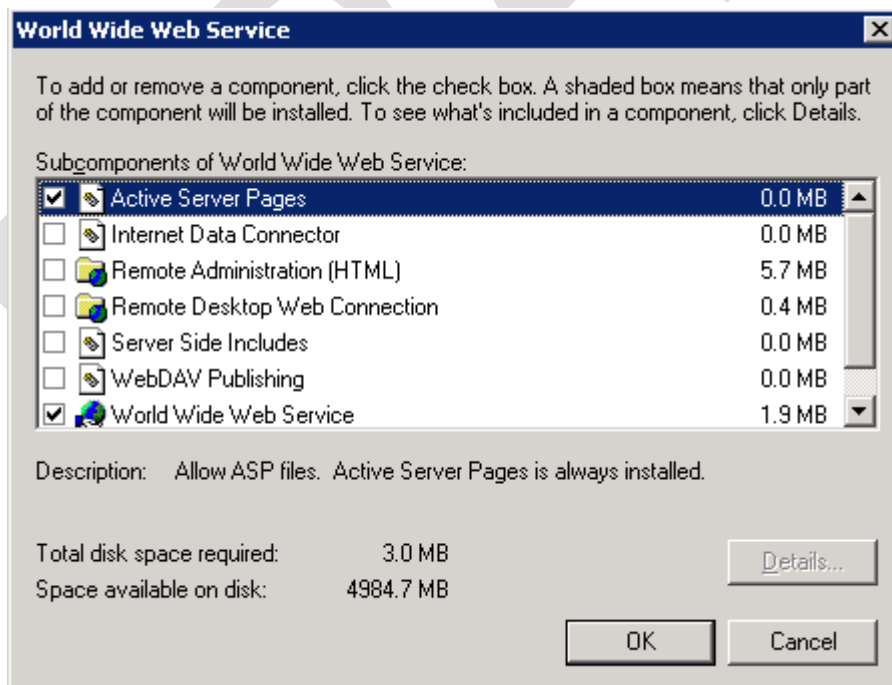 World Wide Web Service
To add or remove a component, click the check box. A shaded box means that only part
of the component will be installed. To see what's included in a component, click Details.
Subcomponents of World Wide Web Service:
Active Server Pages 0.0 MB
Internet Data Connector 0.0 MB
Remote Administration (HTML) 5.7 MB
Remote Desktop Web Connection 0.4 MB
Server Side Includes 0.0 MB
WebDAV Publishing 0.0 MB
World Wide Web Service 1.9 MB
Description: Allow ASP files. Active Server Pages is always installed.
Total disk space required: 3.0 MB
Space available on disk: 4984.7 MB
Details...
OK Cancel